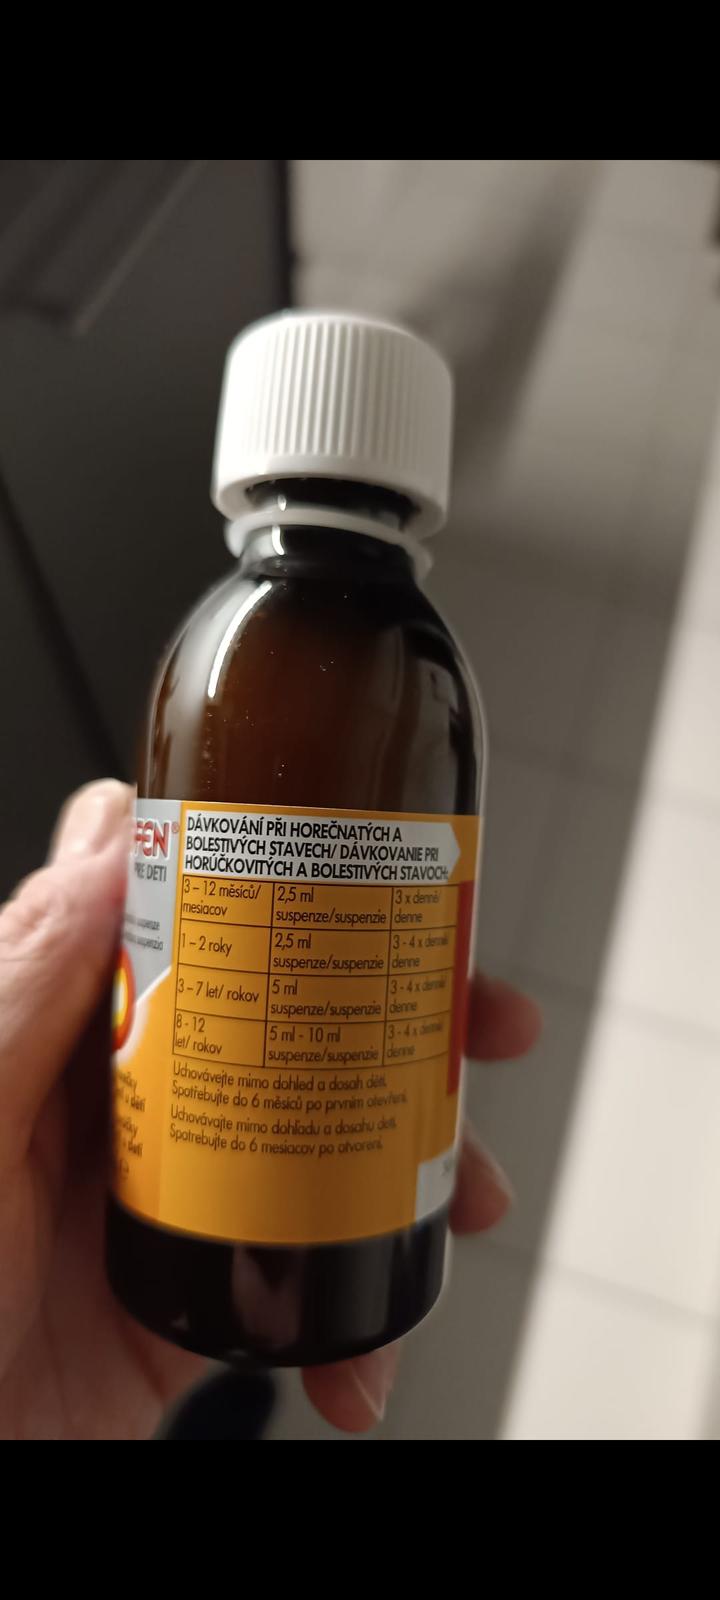 FEN®
PRE DETI
DÁVKOVÁNÍ PŘI HOREČNATÝCH A
BOLESTIVÝCH STAVECH/ DÁVKOVANIE PRI
HORÚČKOVITÝCH A BOLESTIVÝCH STAVOCH:
3 – 12 měsíců/ mesiacov 2,5 ml suspenze/suspenzie 3 x denně/ denne
1 – 2 roky 2,5 ml suspenze/suspenzie 3 - 4 x denně/ denne
3 – 7 let/ rokov 5 ml suspenze/suspenzie 3 - 4 x denně/ denne
8 - 12 let/ rokov 5 ml - 10 ml suspenze/suspenzie 3 - 4 x denně/ denne
Uchovávejte mimo dohled a dosah dětí.
Spotřebujte do 6 měsíců po prvním otevření.
Uchovávajte mimo dohľadu a dosahu detí.
Spotrebujte do 6 mesiacov po otvorení.